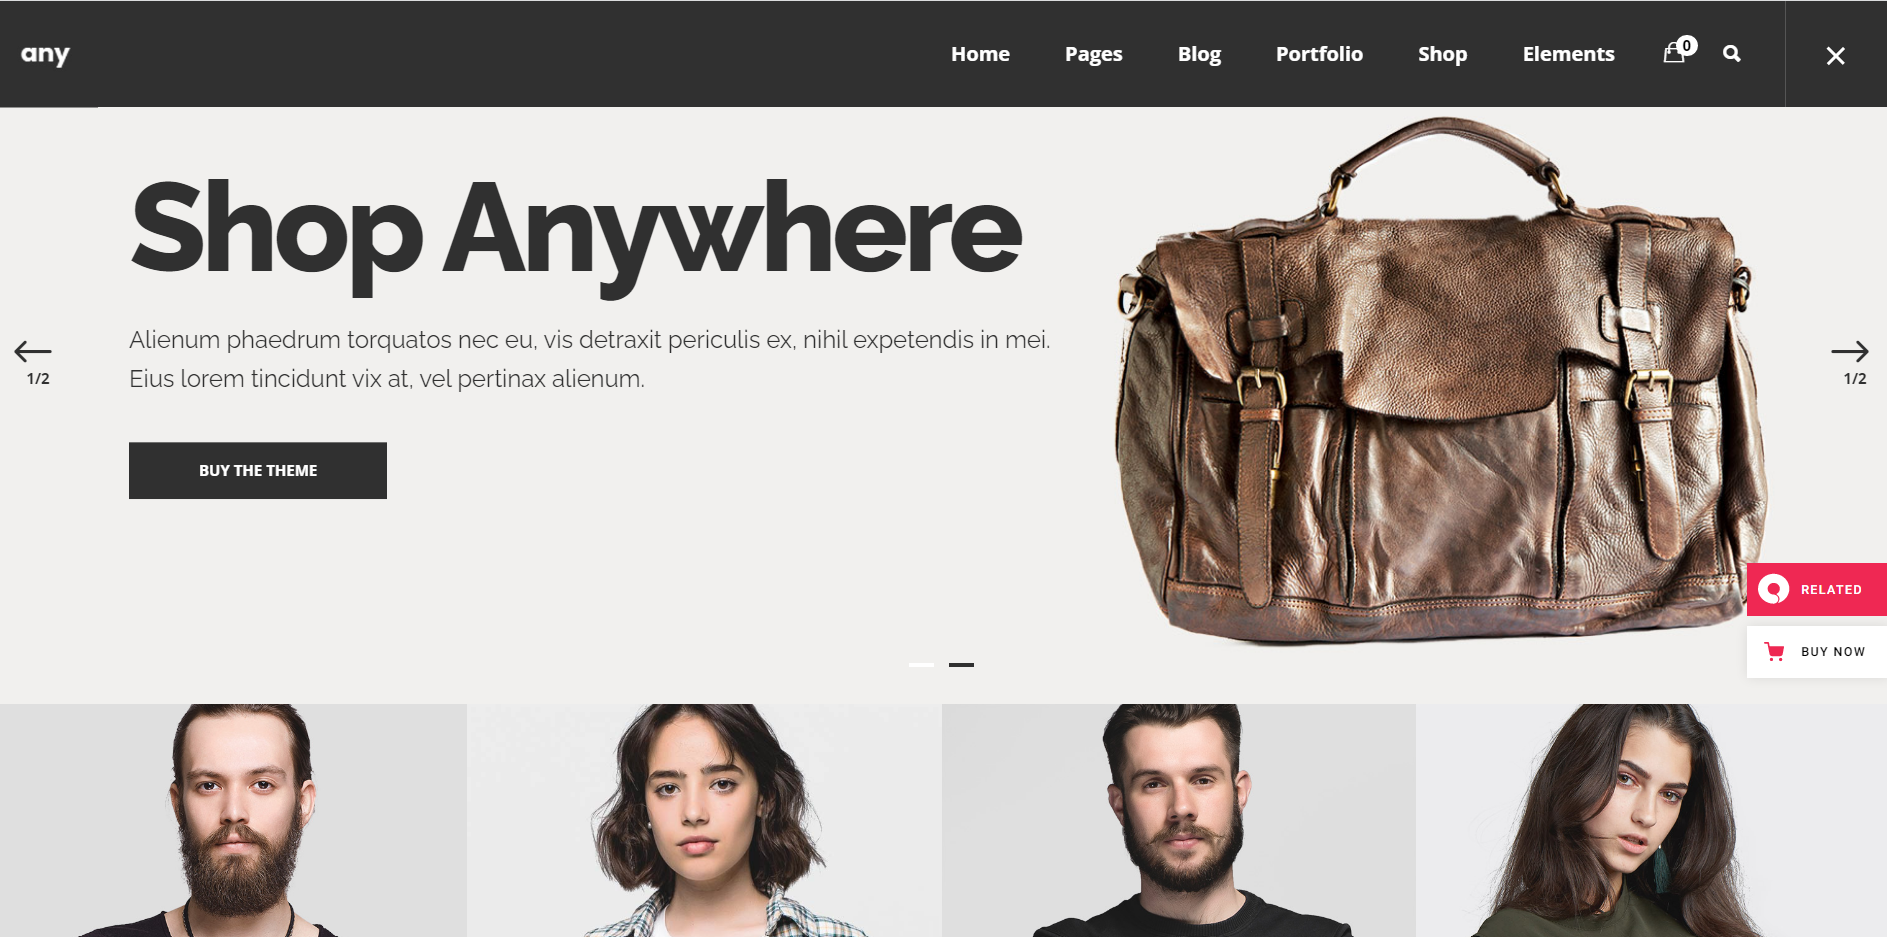 any
Home Pages Blog Portfolio Shop Elements 0
Shop Anywhere
Alienum phaedrum torquatos nec eu, vis detraxit periculis ex, nihil expetendis in mei.
Eius lorem tincidunt vix at, vel pertinax alienum.
1/2
1/2
BUY THE THEME
RELATED
BUY NOW